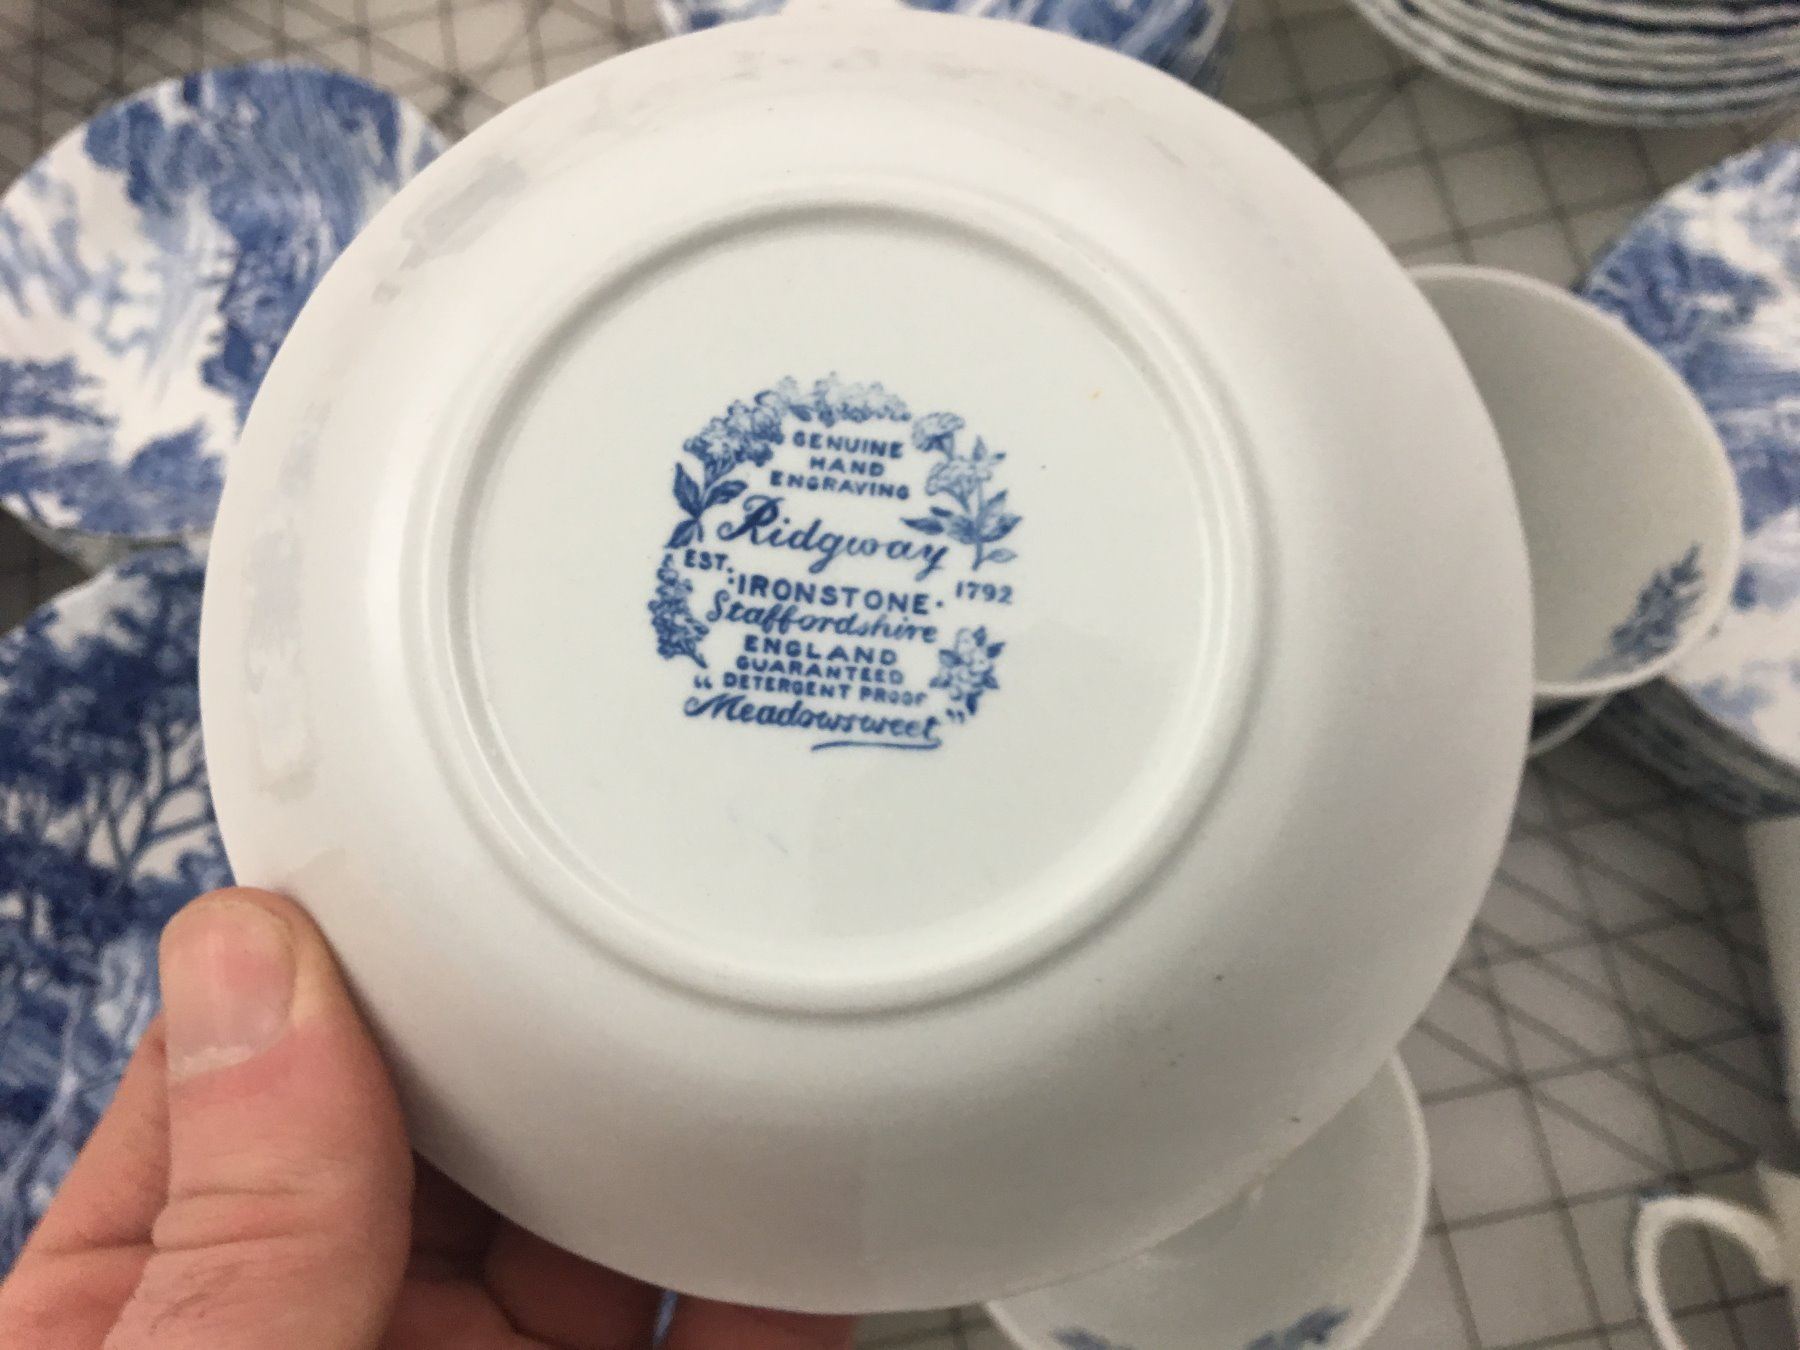 GENUINE
HAND
ENGRAVING
Ridgway
EST. 1792
"IRONSTONE.
Staffordshire
ENGLAND
GUARANTEED
DETERGENT PROOF
"Meadowsweet"